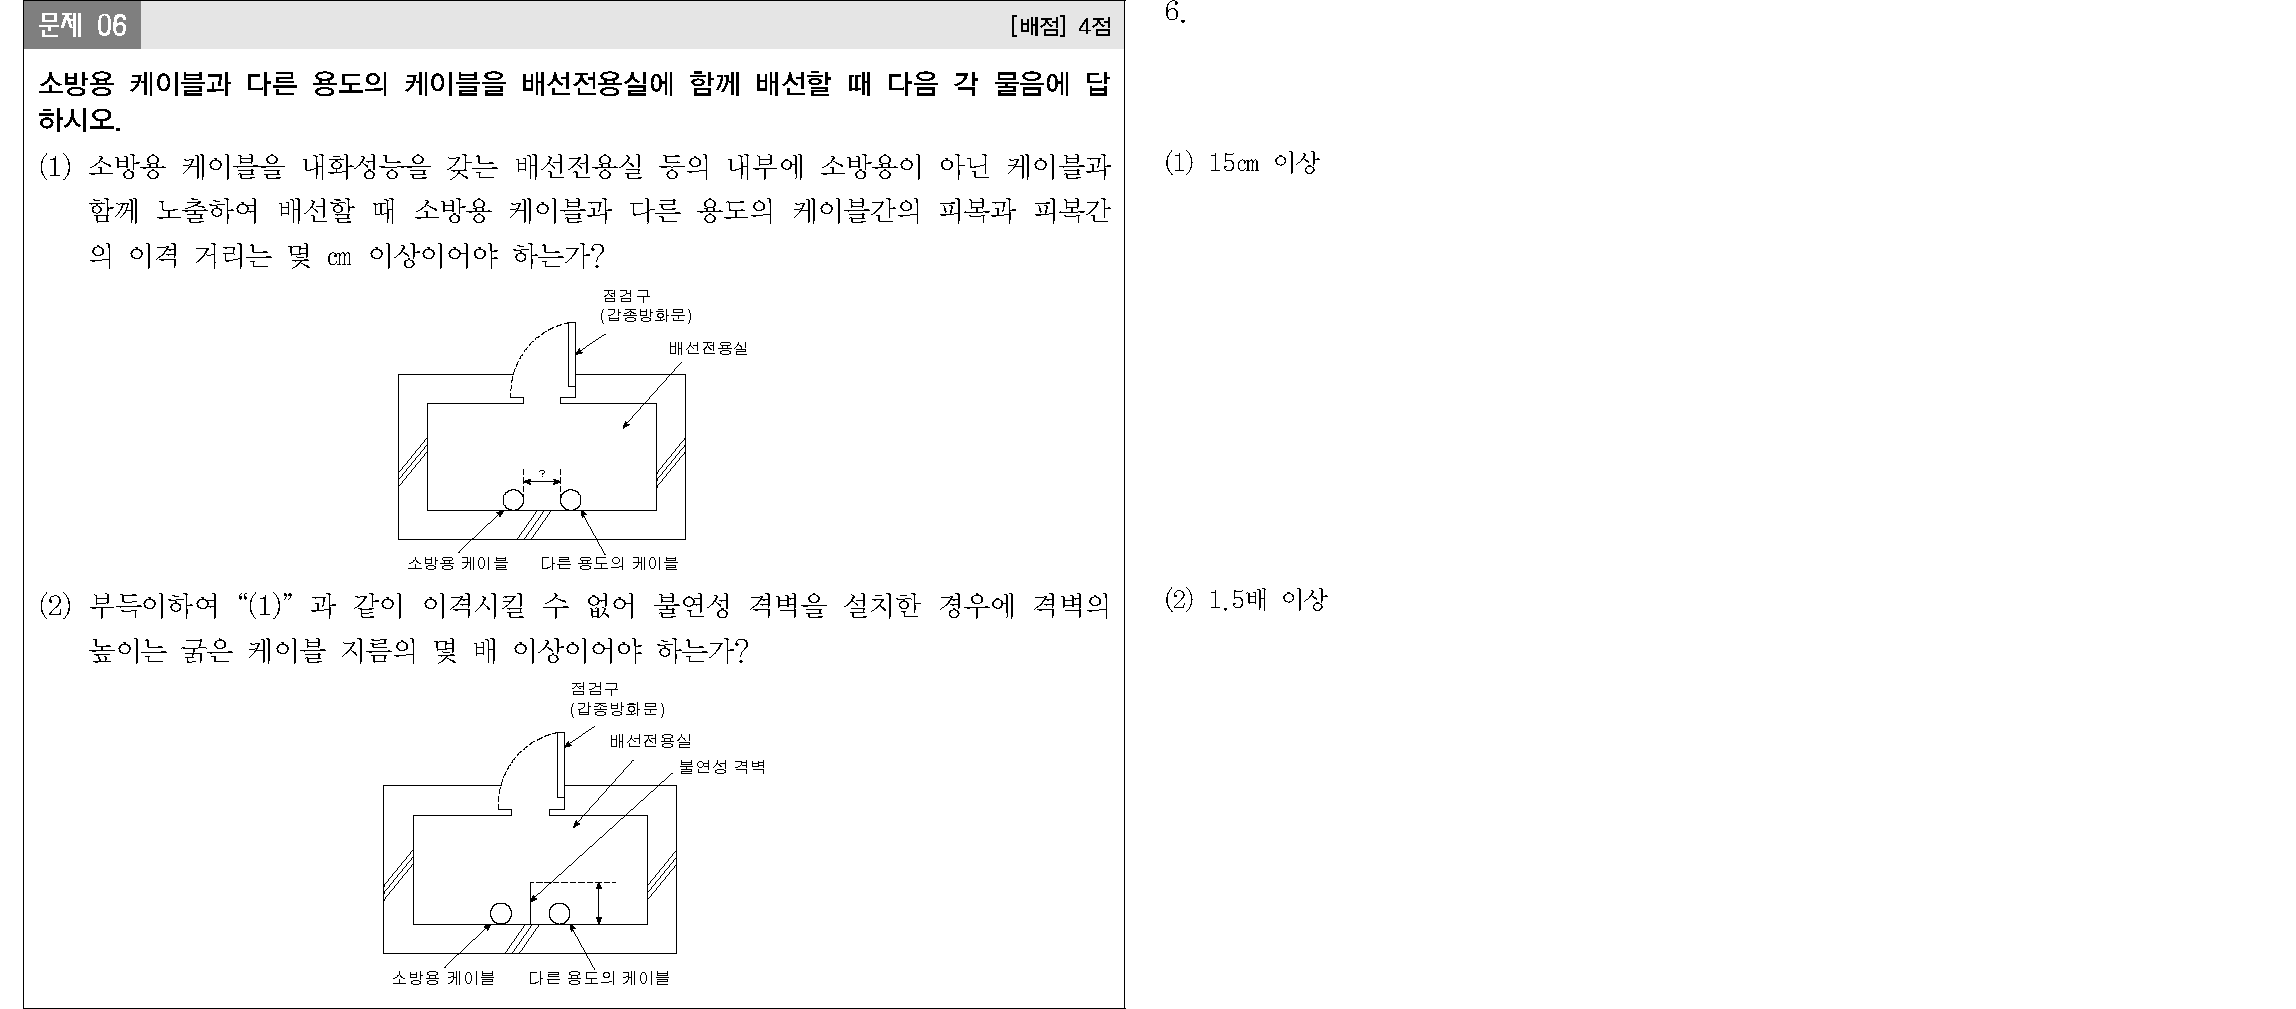 문제 06 [배점] 4점
소방용 케이블과 다른 용도의 케이블을 배선전용실에 함께 배선할 때 다음 각 물음에 답
하시오.
(1) 소방용 케이블을 내화성능을 갖는 배선전용실 등의 내부에 소방용이 아닌 케이블과
함께 노출하여 배선할 때 소방용 케이블과 다른 용도의 케이블간의 피복과 피복간
의 이격 거리는 몇 ㎝ 이상이어야 하는가?
점검구
(갑종방화문)
배선전용실
?
소방용 케이블 다른 용도의 케이블
(2) 부득이하여 “(1)” 과 같이 이격시킬 수 없어 불연성 격벽을 설치한 경우에 격벽의
높이는 굵은 케이블 지름의 몇 배 이상이어야 하는가?
점검구
(갑종방화문)
배선전용실
불연성 격벽
소방용 케이블 다른 용도의 케이블
6.
(1) 15㎝ 이상
(2) 1.5배 이상